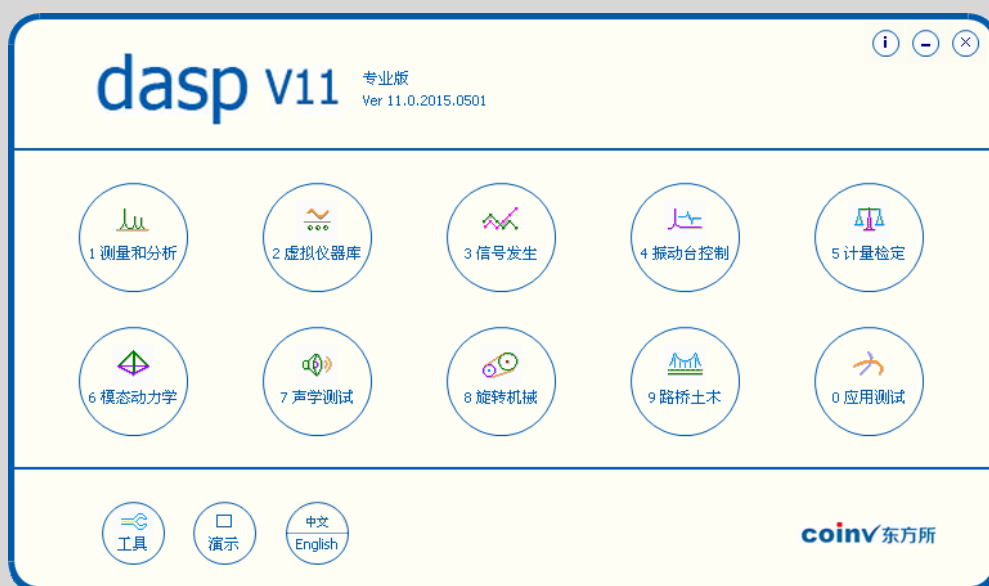 dasp V11
专业版
Ver 11.0.2015.0501
1 测量和分析
2 虚拟仪器库
3 信号发生
4 振动台控制
5 计量检定
6 模态动力学
7 声学测试
8 旋转机械
9 路桥土木
0 应用测试
工具
演示
中文
English
coinv 东方所